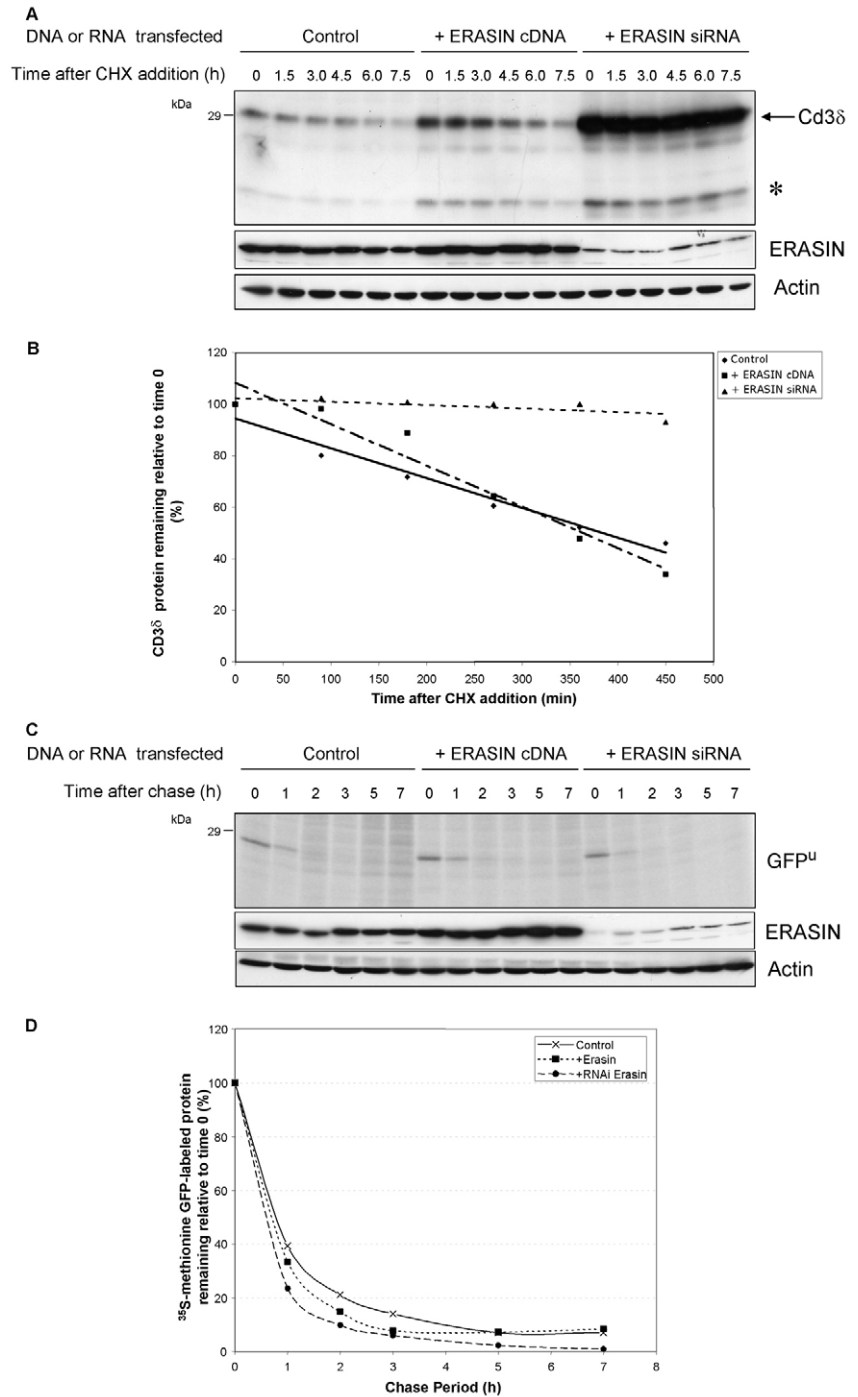 A
DNA or RNA transfected Control + ERASIN cDNA + ERASIN siRNA
Time after CHX addition (h) 0 1.5 3.0 4.5 6.0 7.5 0 1.5 3.0 4.5 6.0 7.5 0 1.5 3.0 4.5 6.0 7.5
kDa
29
Cd3δ
*
ERASIN
Actin
B
120
100
80
60
40
20
0
CD3δ protein remaining relative to time 0
(%)
0 50 100 150 200 250 300 350 400 450 500
Time after CHX addition (min)
Control
+ ERASIN cDNA
+ ERASIN siRNA
C
DNA or RNA transfected Control + ERASIN cDNA + ERASIN siRNA
Time after chase (h) 0 1 2 3 5 7 0 1 2 3 5 7 0 1 2 3 5 7
kDa
29
GFPᵘ
ERASIN
Actin
D
120
100
80
60
40
20
0
³⁵S-methionine GFP-labeled protein
remaining relative to time 0 (%)
0 1 2 3 4 5 6 7 8
Chase Period (h)
Control
+Erasin
+RNAi Erasin